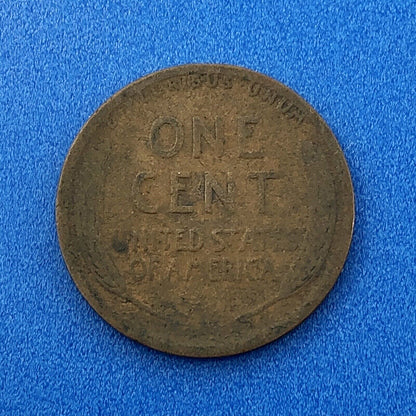 ONE
CENT
UNITED STATES
OF AMERICA